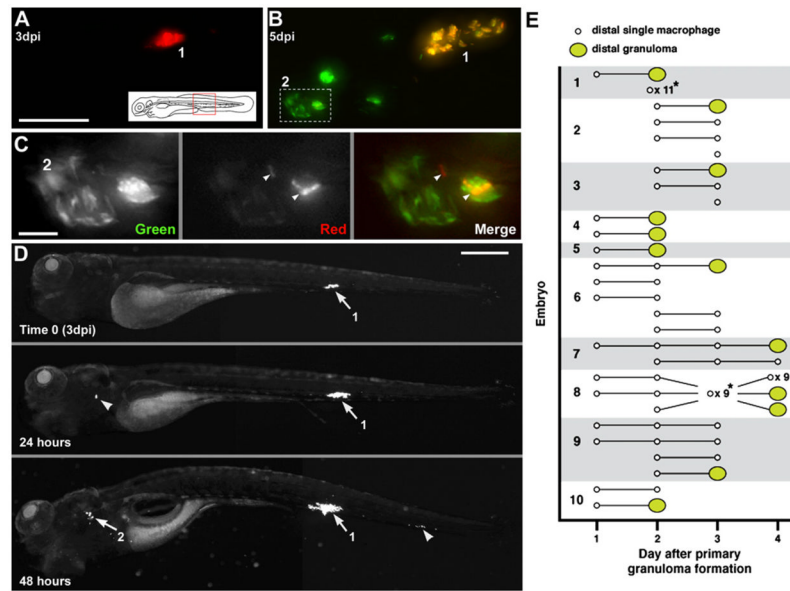 A
3dpi
1
B
5dpi
1
2
C
2
Green
Red
Merge
D
1
Time 0 (3dpi)
1
24 hours
2
1
48 hours
E
distal single macrophage
distal granuloma
Embryo
1
x 11*
2
3
4
5
6
7
8
x 9*
x 9
9
10
1 2 3 4
Day after primary
granuloma formation